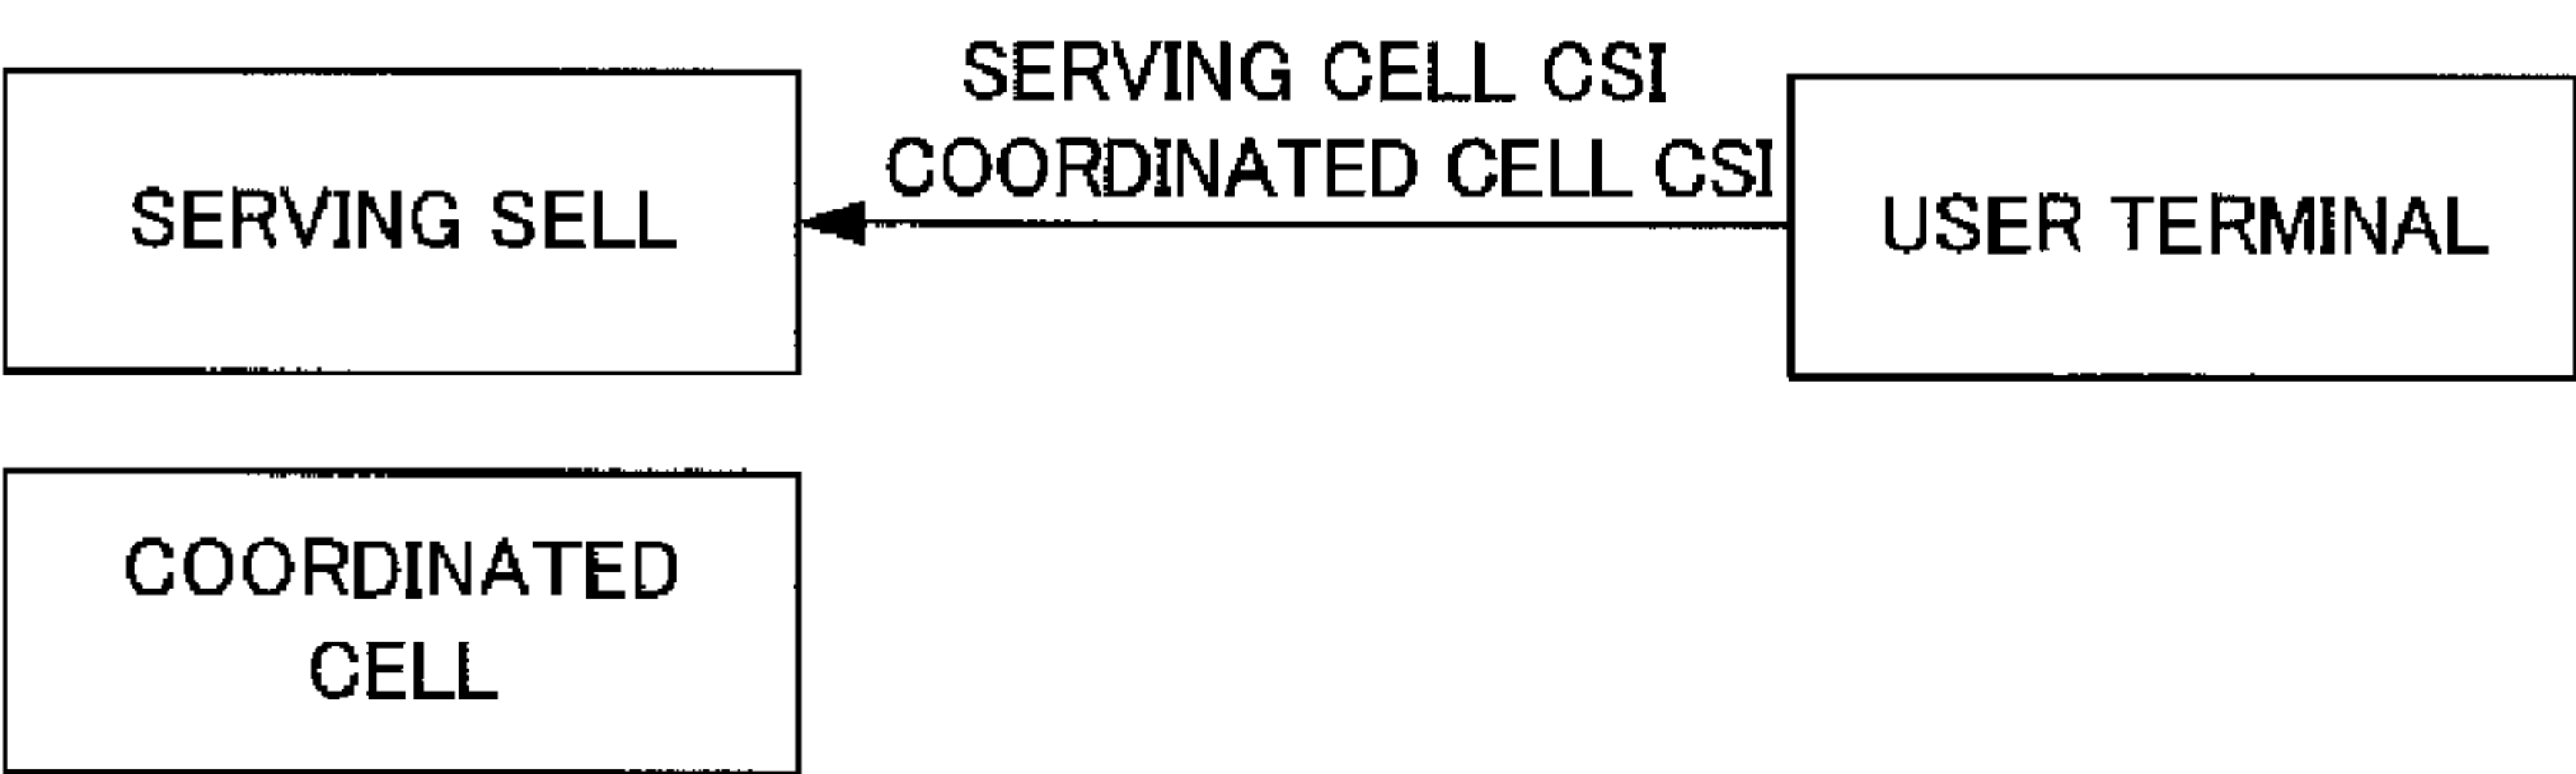 SERVING CELL CSI
COORDINATED CELL CSI
SERVING SELL
USER TERMINAL
COORDINATED
CELL